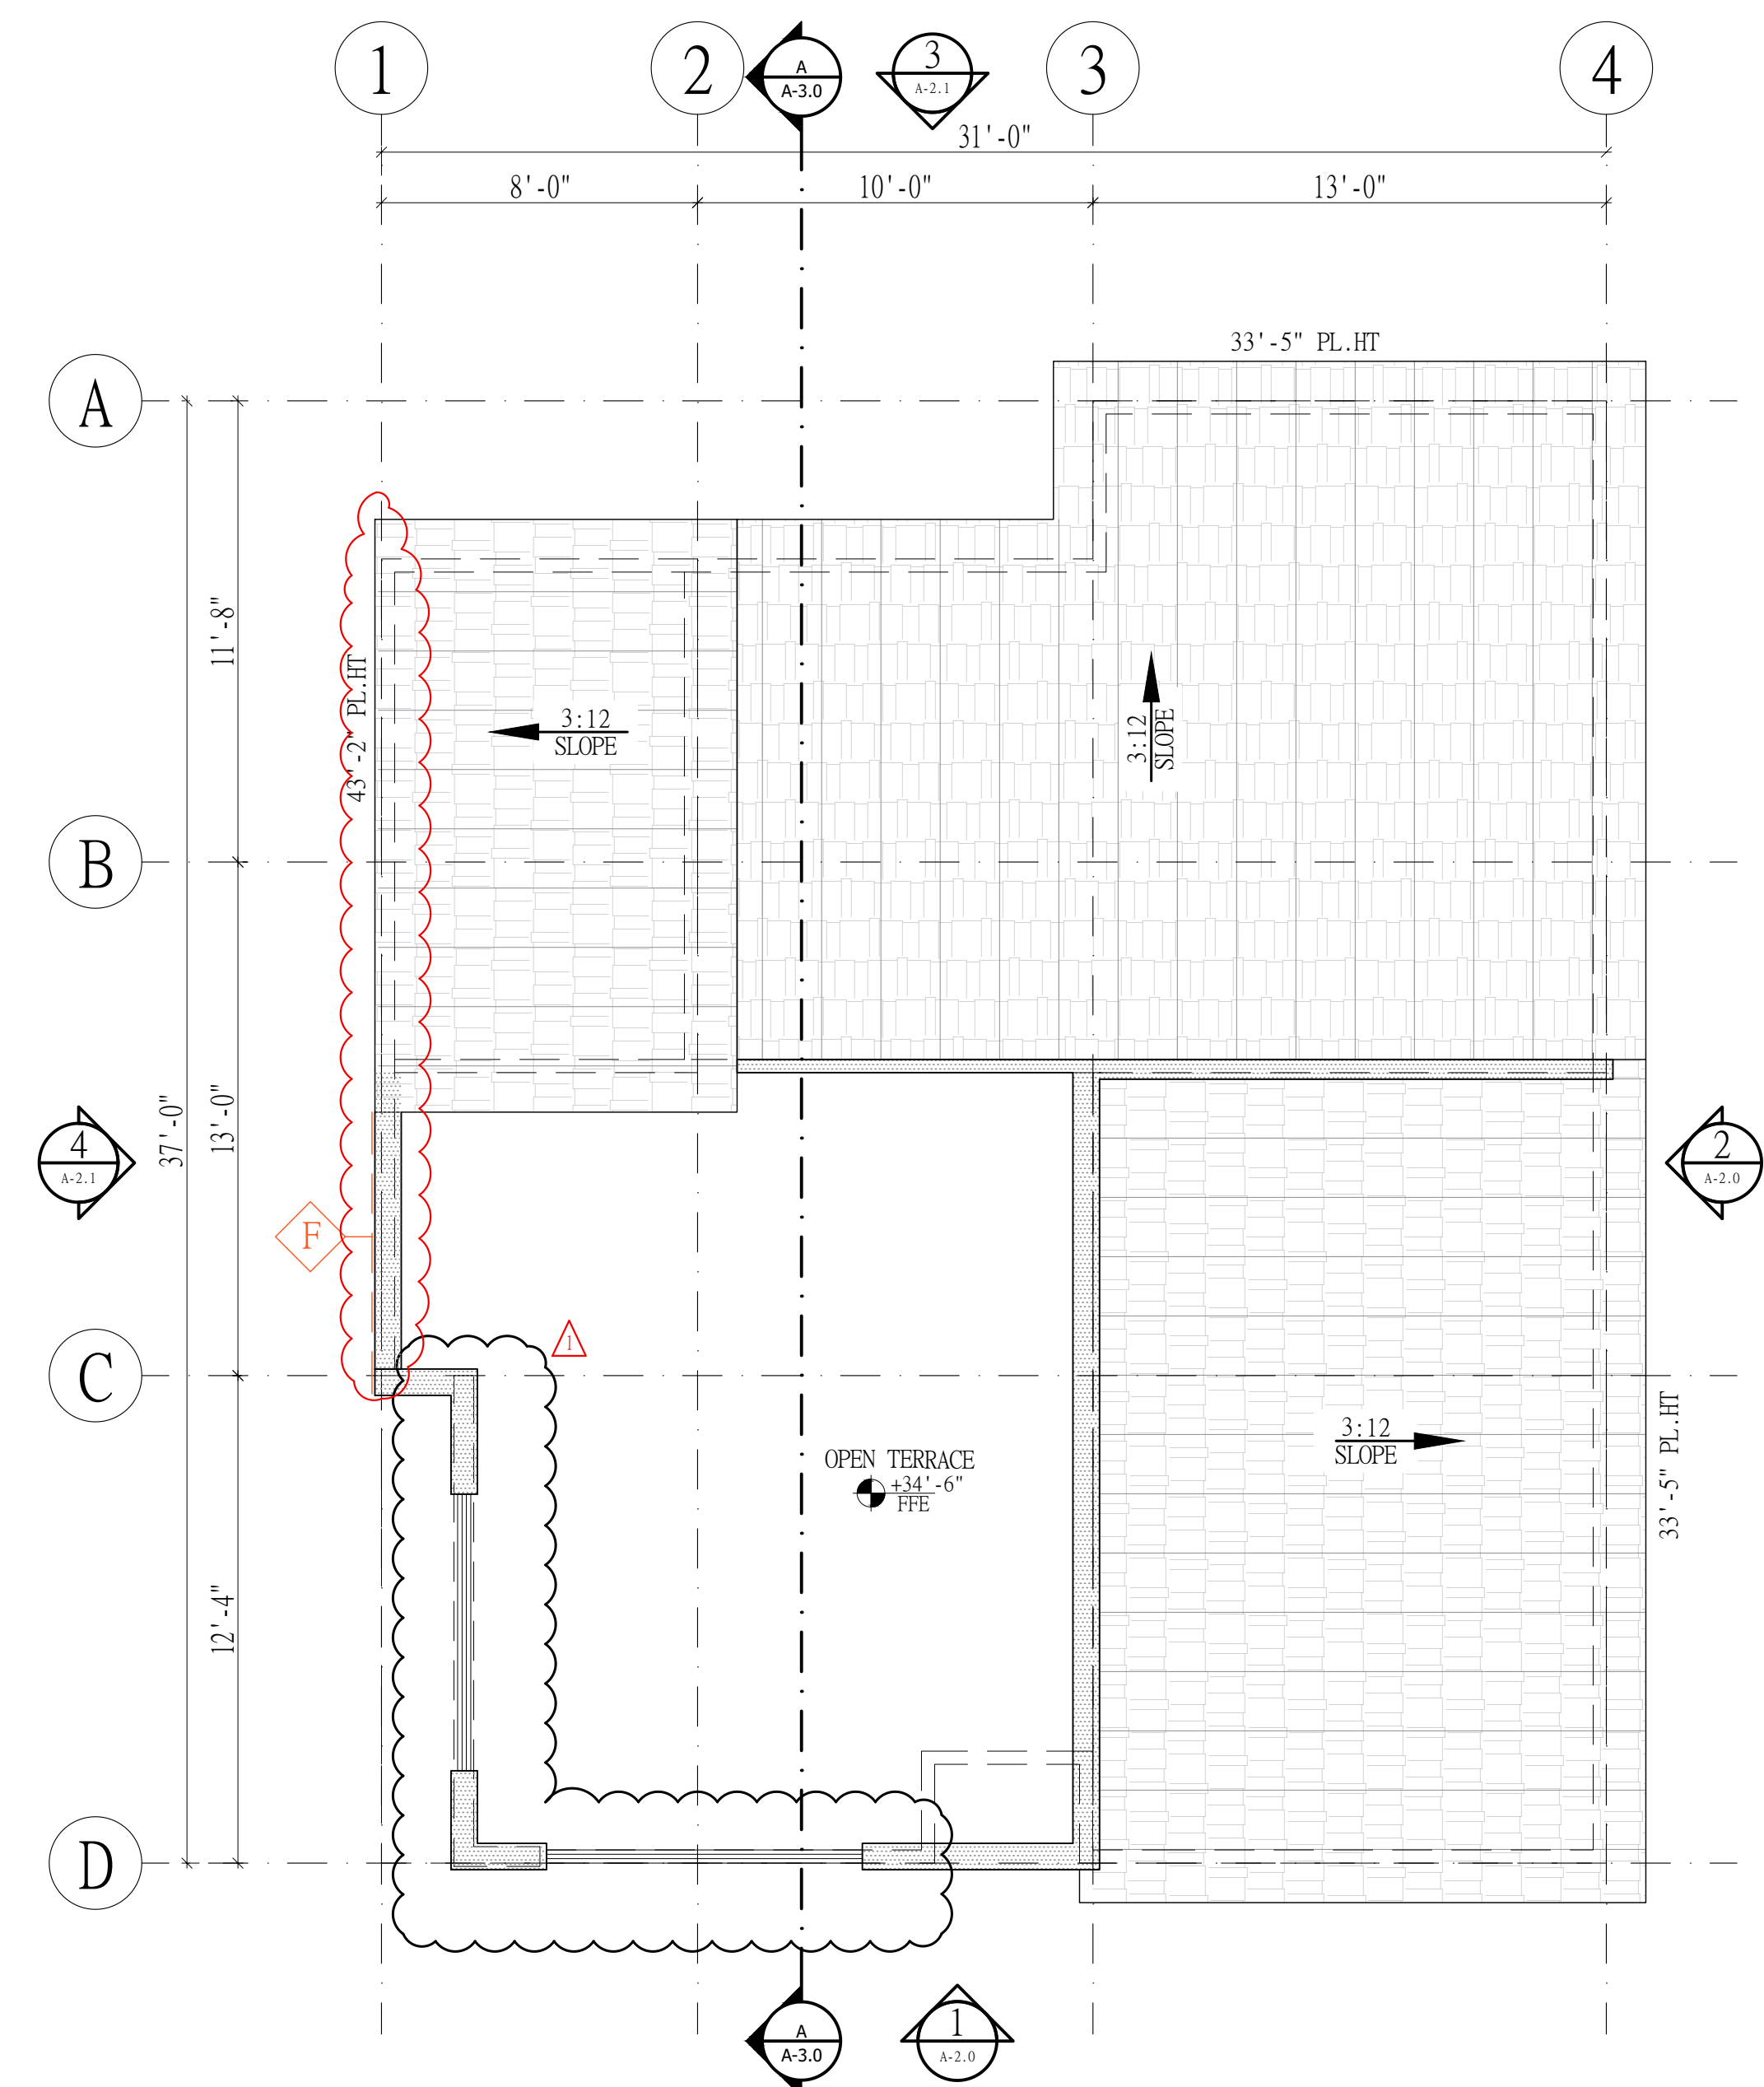 1
2
A
A-3.0
3
A-2.1
3
4
31'-0"
8'-0"
10'-0"
13'-0"
33'-5" PL.HT
A
11'-8"
43'-2" PL.HT
3:12
SLOPE
3:12
SLOPE
B
37'-0"
13'-0"
4
A-2.1
2
A-2.0
F
1
C
OPEN TERRACE
+34'-6"
FFE
3:12
SLOPE
33'-5" PL.HT
12'-4"
D
A
A-3.0
1
A-2.0